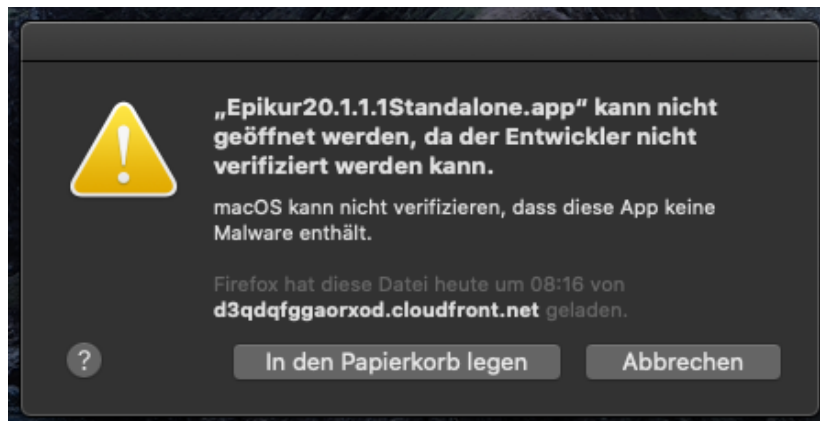 „Epikur20.1.1.1Standalone.app“ kann nicht
geöffnet werden, da der Entwickler nicht
verifiziert werden kann.
macOS kann nicht verifizieren, dass diese App keine
Malware enthält.
Firefox hat diese Datei heute um 08:16 von
d3qdqfggaorxod.cloudfront.net geladen.
?
In den Papierkorb legen
Abbrechen